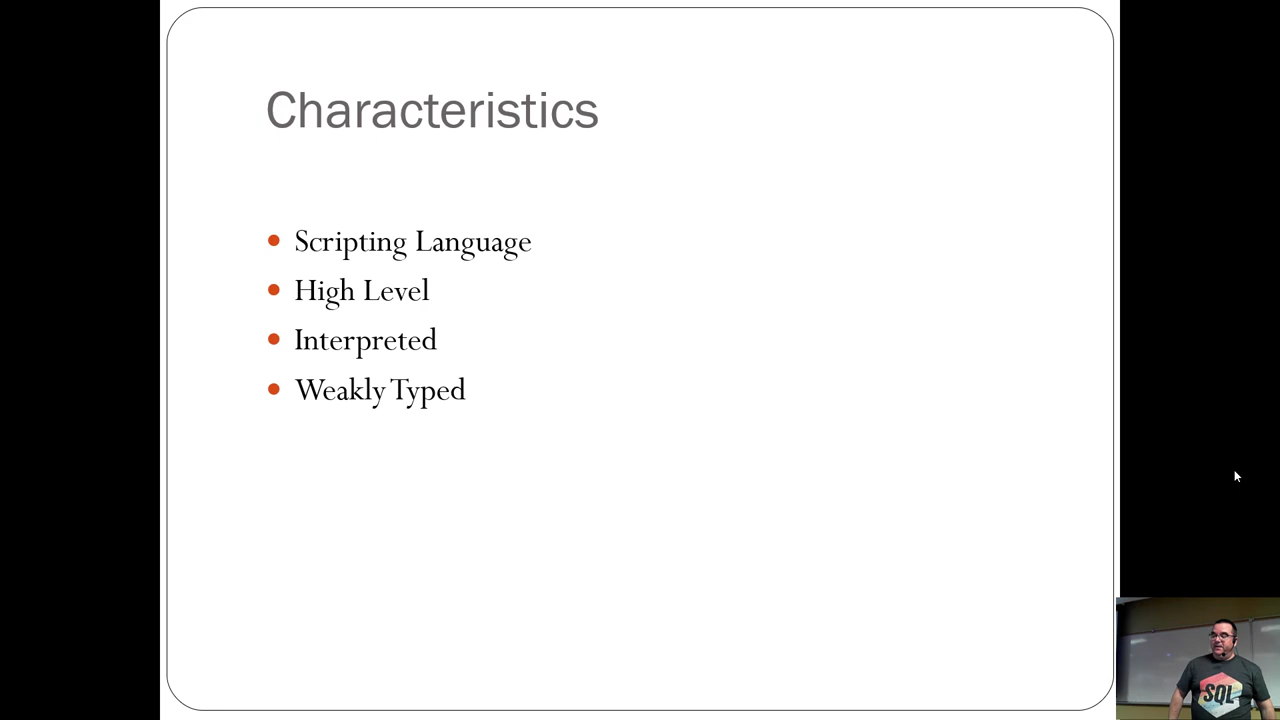 Characteristics
Scripting Language
High Level
Interpreted
Weakly Typed
SQL